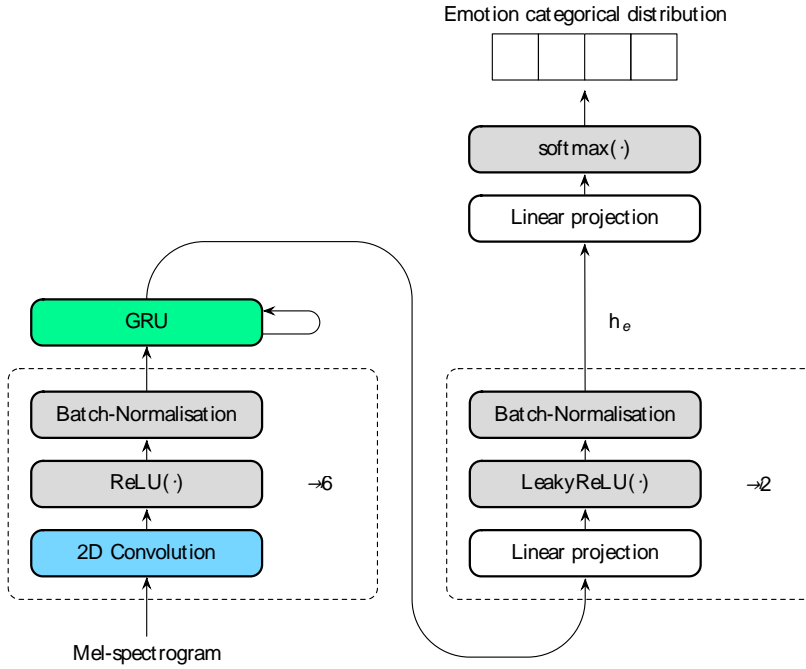 Emotion categorical distribution
softmax(·)
Linear projection
h_e
GRU
Batch-Normalisation
ReLU(·)
→6
2D Convolution
Mel-spectrogram
Batch-Normalisation
LeakyReLU(·)
→2
Linear projection